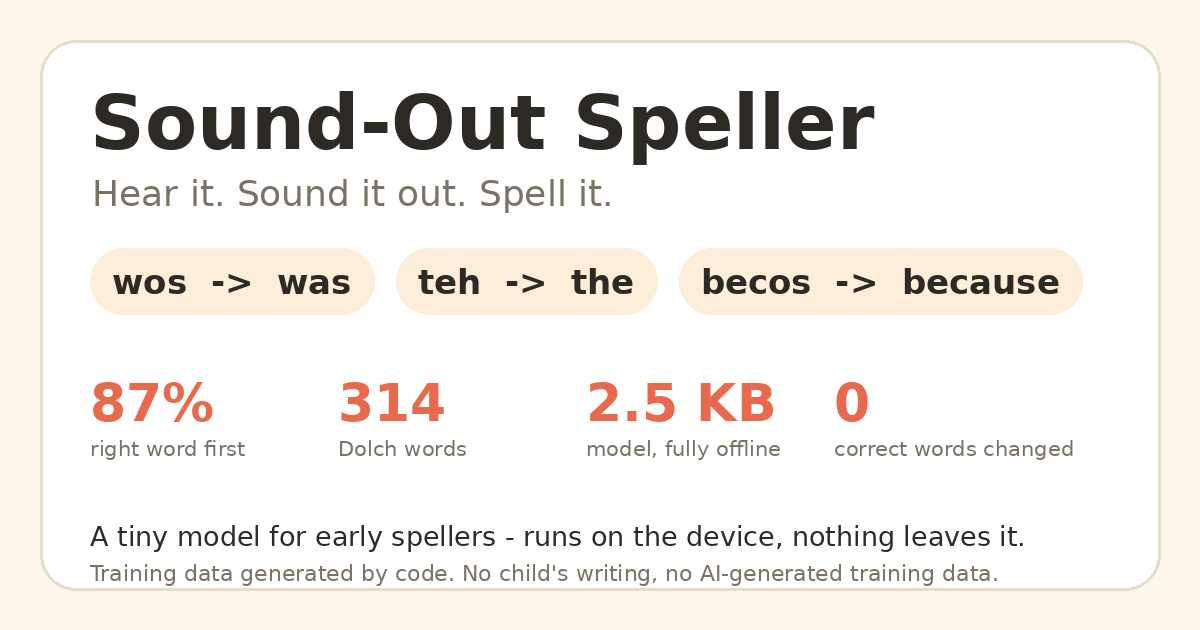 Sound-Out Speller
Hear it. Sound it out. Spell it.
wos -> was teh -> the becos -> because
87% 314 2.5 KB 0
right word first Dolch words model, fully offline correct words changed
A tiny model for early spellers - runs on the device, nothing leaves it.
Training data generated by code. No child's writing, no AI-generated training data.